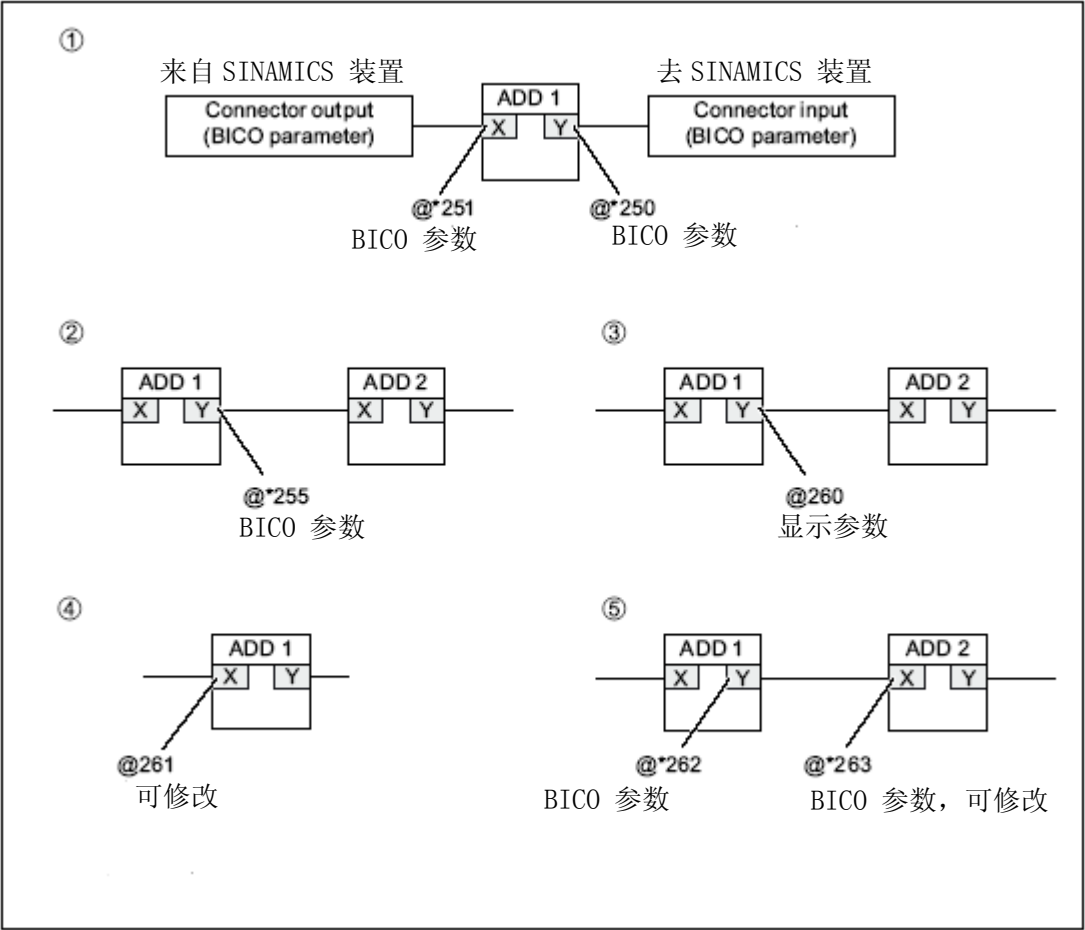 ①
来自 SINAMICS 装置
去 SINAMICS 装置
Connector output
(BICO parameter)
ADD 1
X Y
Connector input
(BICO parameter)
@*251
BICO 参数
@*250
BICO 参数
②
ADD 1
X Y
ADD 2
X Y
@*255
BICO 参数
③
ADD 1
X Y
ADD 2
X Y
@260
显示参数
④
ADD 1
X Y
@261
可修改
⑤
ADD 1
X Y
ADD 2
X Y
@*262
BICO 参数
@*263
BICO 参数，可修改